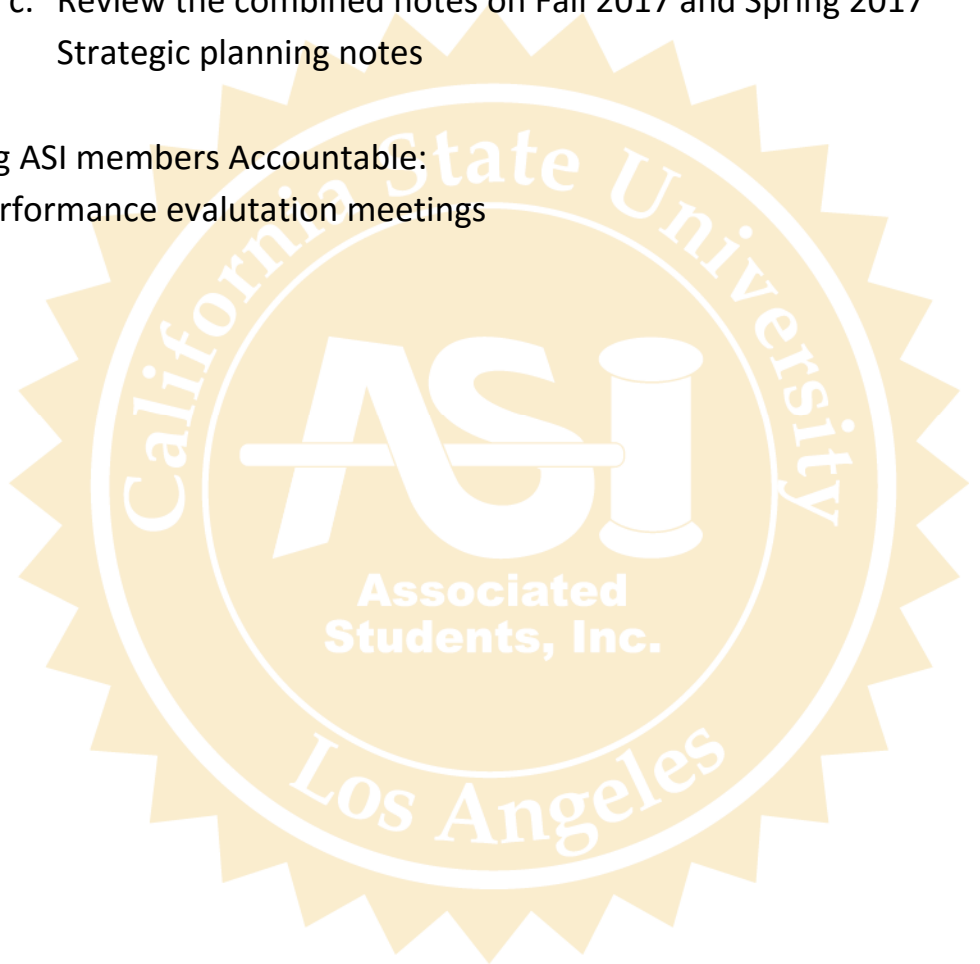 c. Review the combined notes on Fall 2017 and Spring 2017
Strategic planning notes
g ASI members Accountable:
rformance evalutation meetings
California State University
ASI
Associated
Students, Inc.
Los Angeles